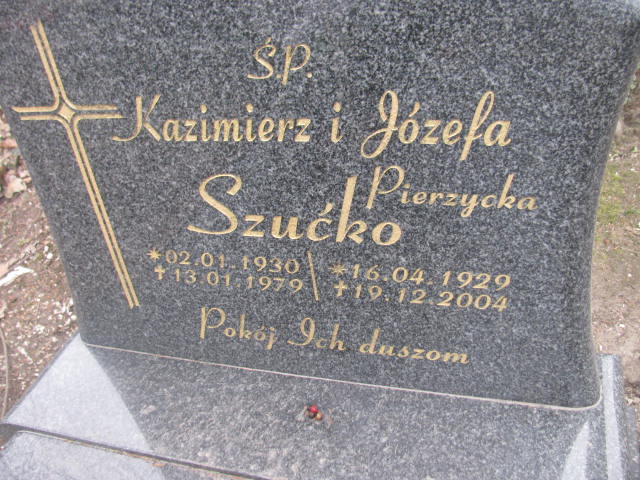 Ś.P.
Kazimierz i Józefa
Pierzycka
Szućko
*02.01.1930 \ *16.04.1929
†13.01.1979 \ †19.12.2004
Pokój Ich duszom